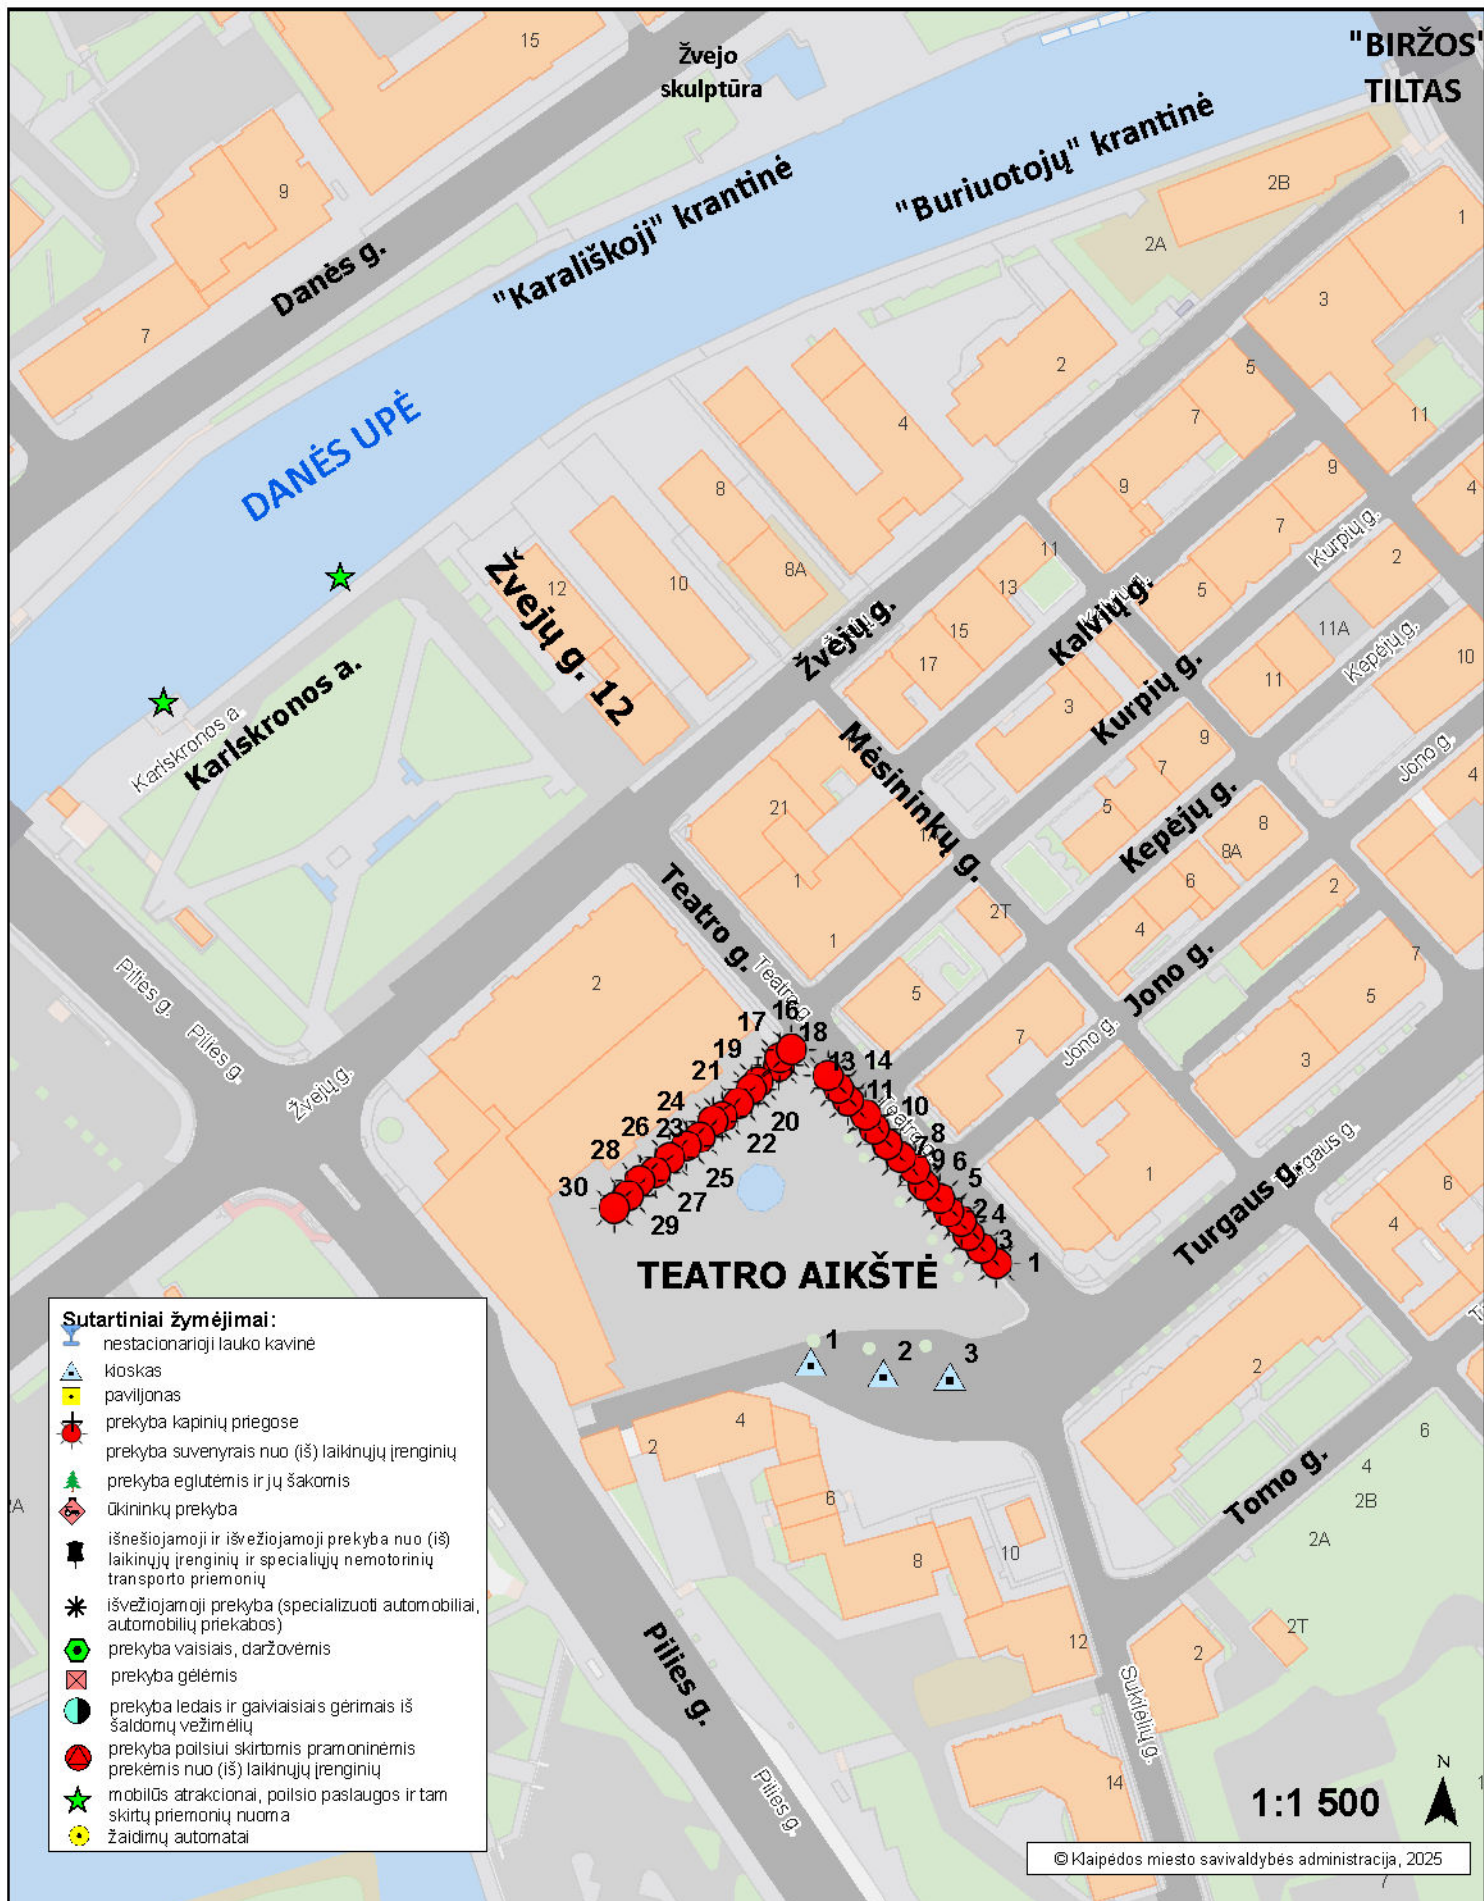 15
Žvejo
skulptūra
"BIRŽOS"
TILTAS
"Buriuotojų" krantinė
2B
1
9
"Karališkoji" krantinė
2A
Danės g.
3
7
2
5
4
7
11
DANĖS UPĖ
8
9
9
4
7
Kurpių g.
12
10
8A
11
2
Žvejų g. 12
13
5
15
Kalvių g.
11A
Žvejų g.
17
Kepėjų g.
10
11
3
Kurpių g.
Karlskronos a.
Karlskronos a.
9
Mėsininkų g.
7
Jono g.
4
21
5
Kepėjų g.
8
1A
8A
Teatro g.
1
6
2
2T
4
1
7
Jono g.
Pilies g.
2
Teatro g.
5
5
Pilies g.
16
17
18
7
Jono g.
19
13
14
3
21
11
Žvejų g.
24
20
10
Teatro g.
26
23
22
8
7
Turgaus g.
28
9
6
1
25
5
6
30
27
2
4
Turgaus g.
29
4
3
1
TEATRO AIKŠTĖ
1
2
3
2
4
2
6
4
Tomo g.
2B
6
2A
8
10
2T
12
2
Pilies g.
Sukilėlių g.
Pilies g.
14
Sutartiniai žymėjimai:
nestacionarioji lauko kavinė
kioskas
paviljonas
prekyba kapinių priegose
prekyba suvenyrais nuo (iš) laikinųjų įrenginių
prekyba eglutėmis ir jų šakomis
ūkininkų prekyba
išnešiojamoji ir išvežiojamoji prekyba nuo (iš)
laikinųjų įrenginių ir specialiųjų nemotorinių
transporto priemonių
išvežiojamoji prekyba (specializuoti automobiliai,
automobilių priekabos)
prekyba vaisiais, daržovėmis
prekyba gėlėmis
prekyba ledais ir gaiviaisiais gėrimais iš
šaldomų vežimėlių
prekyba poilsiui skirtomis pramoninėmis
prekėmis nuo (iš) laikinųjų įrenginių
mobilūs atrakcionai, poilsio paslaugos ir tam
skirtų priemonių nuoma
žaidimų automatai
N
1:1 500
© Klaipėdos miesto savivaldybės administracija, 2025
7